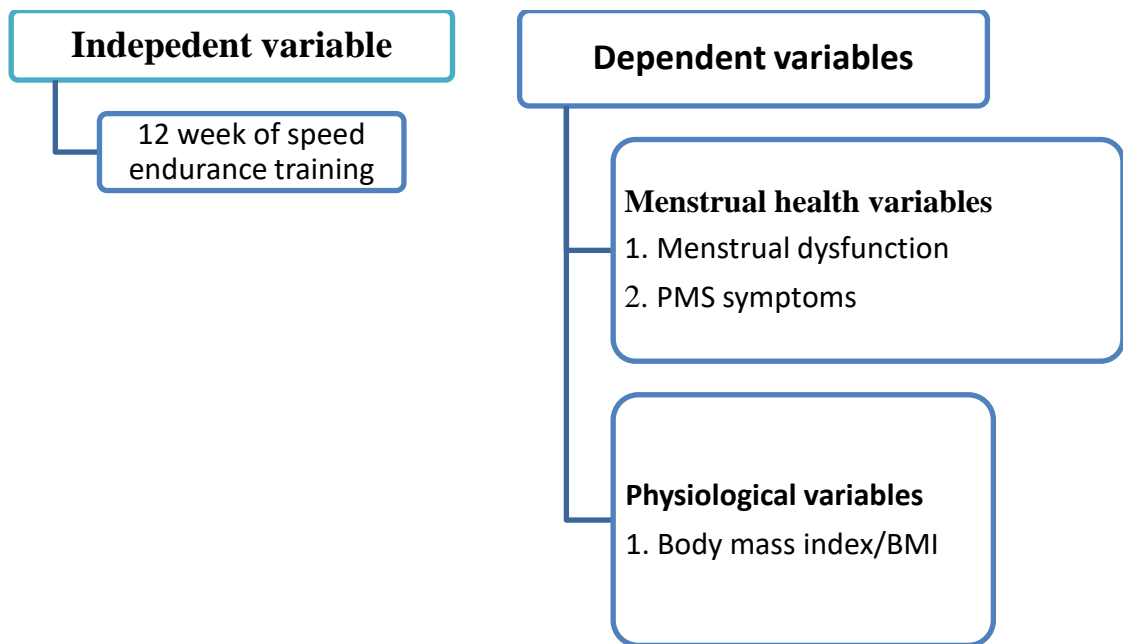 Indepedent variable
12 week of speed
endurance training
Dependent variables
Menstrual health variables
1. Menstrual dysfunction
2. PMS symptoms
Physiological variables
1. Body mass index/BMI